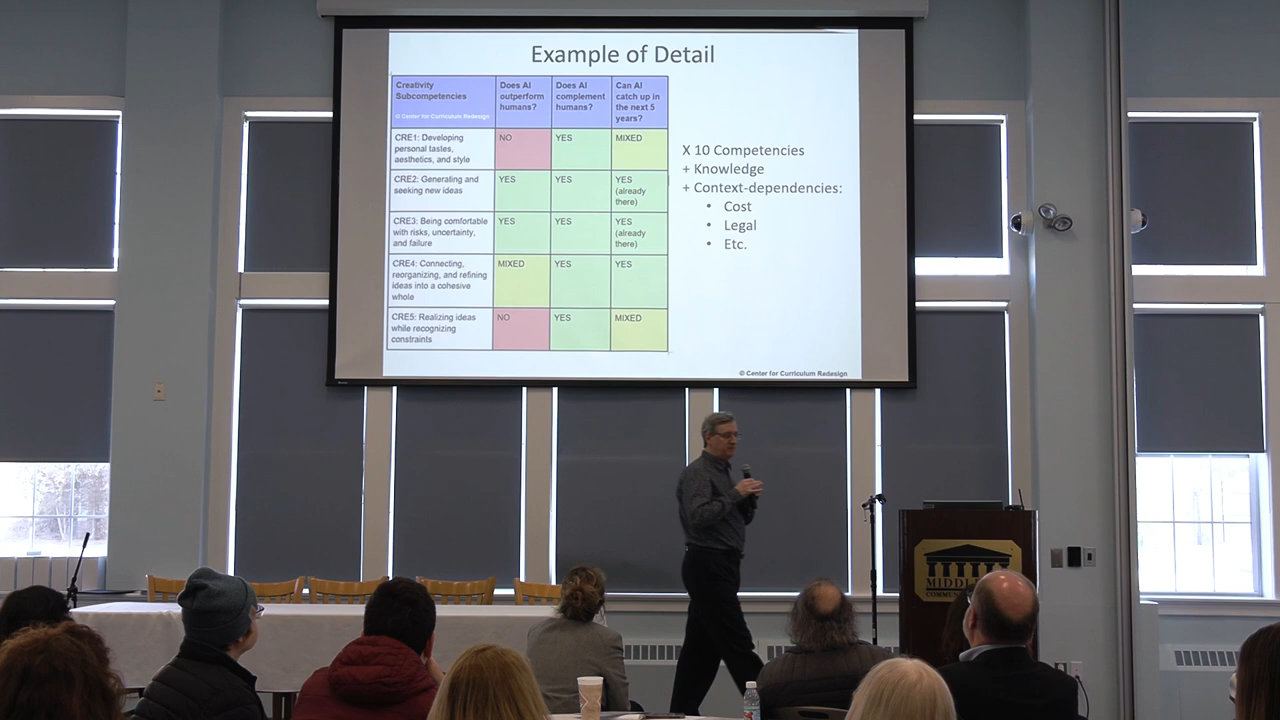 Example of Detail
Creativity
Subcompetencies
© Center for Curriculum Redesign
Does AI
outperform
humans?
Does AI
complement
humans?
Can AI
catch up in
the next 5
years?
CRE1: Developing
personal tastes,
aesthetics, and style
NO
YES
MIXED
CRE2: Generating and
seeking new ideas
YES
YES
YES
(already
there)
CRE3: Being comfortable
with risks, uncertainty,
and failure
YES
YES
YES
(already
there)
CRE4: Connecting,
reorganizing, and refining
ideas into a cohesive
whole
MIXED
YES
YES
CRE5: Realizing ideas
while recognizing
constraints
NO
YES
MIXED
X 10 Competencies
+ Knowledge
+ Context-dependencies:
• Cost
• Legal
• Etc.
© Center for Curriculum Redesign